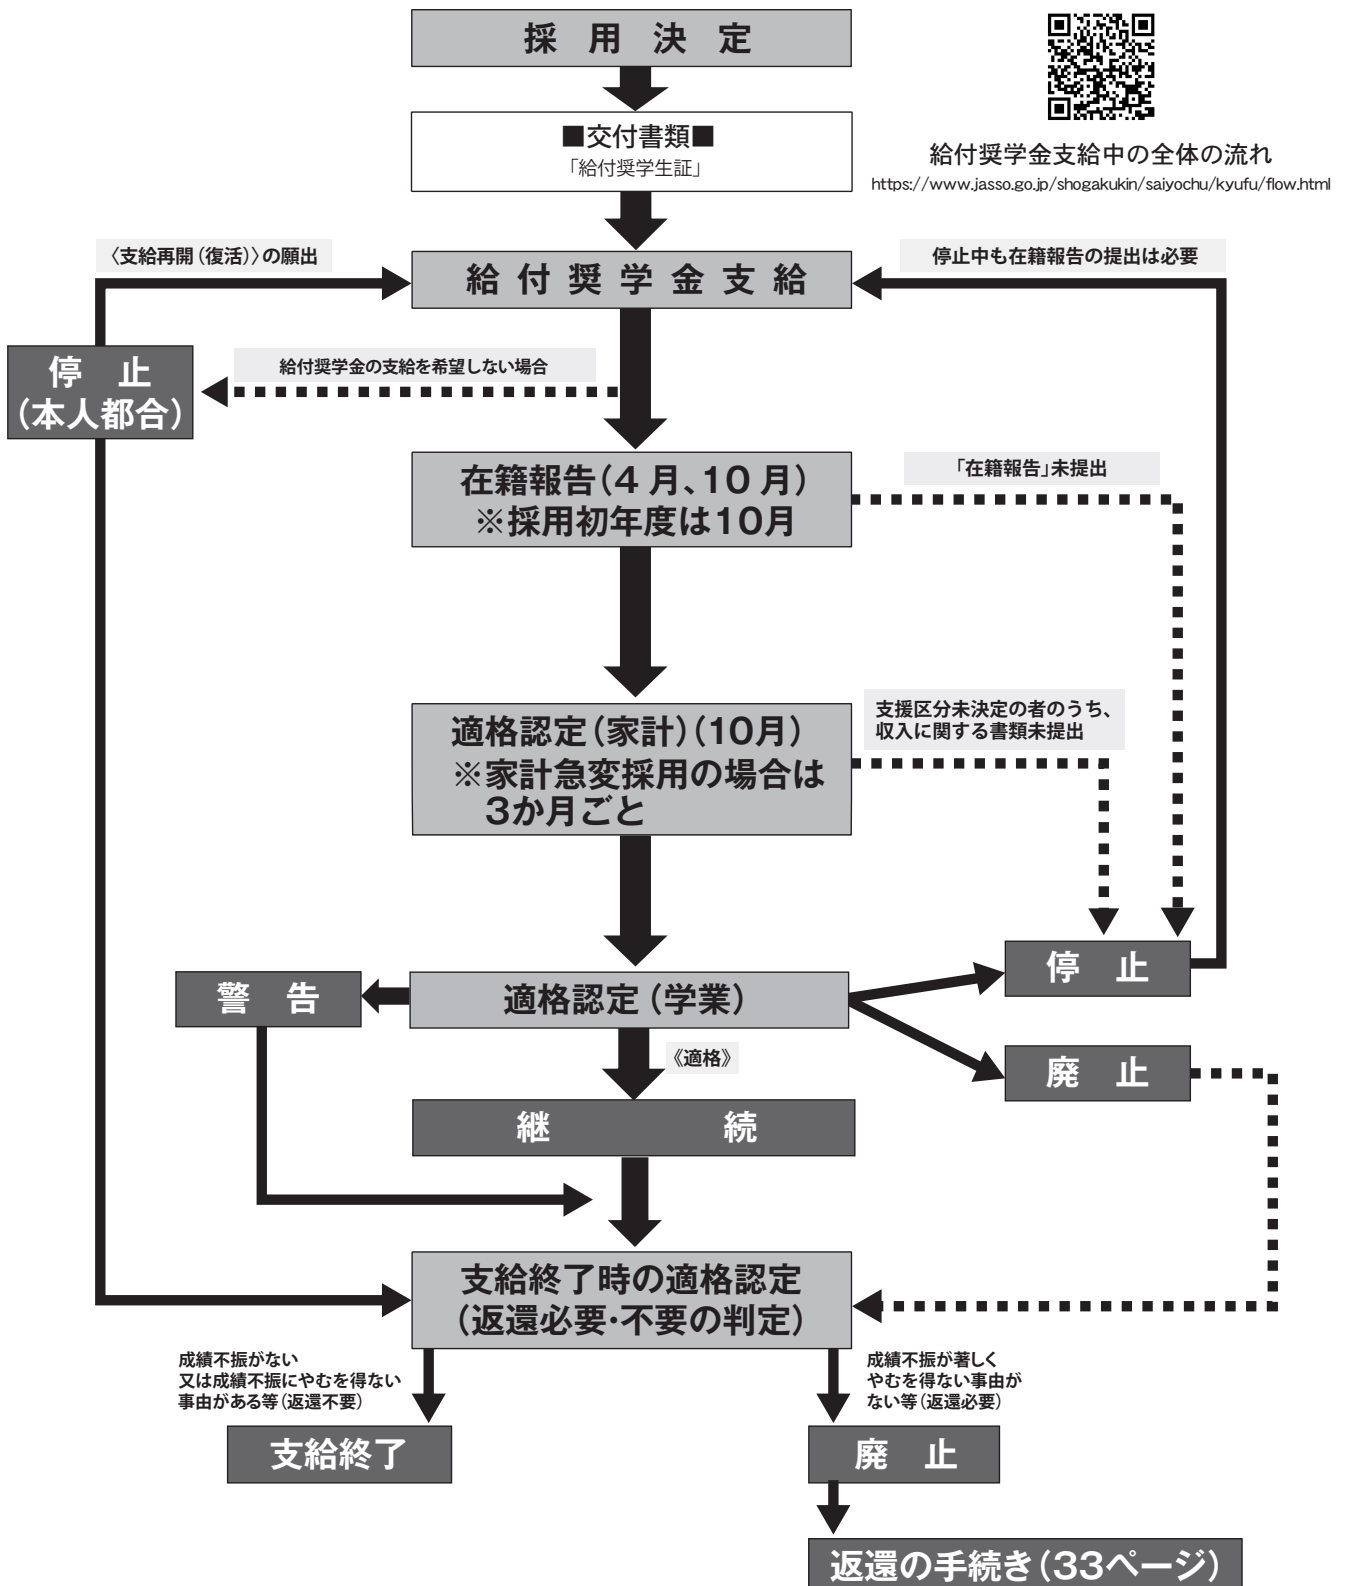 採用決定
■交付書類■
「給付奨学生証」
給付奨学金支給中の全体の流れ
https://www.jasso.go.jp/shogakukin/saiyochu/kyufu/flow.html
〈支給再開(復活)〉の願出
停止中も在籍報告の提出は必要
給付奨学金支給
停止
(本人都合)
給付奨学金の支給を希望しない場合
在籍報告(4月、10月)
※採用初年度は10月
「在籍報告」未提出
適格認定(家計)(10月)
※家計急変採用の場合は
3か月ごと
支援区分未決定の者のうち、
収入に関する書類未提出
停止
警告
適格認定(学業)
《適格》
廃止
継続
支給終了時の適格認定
(返還必要・不要の判定)
成績不振がない
又は成績不振にやむを得ない
事由がある等(返還不要)
成績不振が著しく
やむを得ない事由が
ない等(返還必要)
支給終了
廃止
返還の手続き(33ページ)